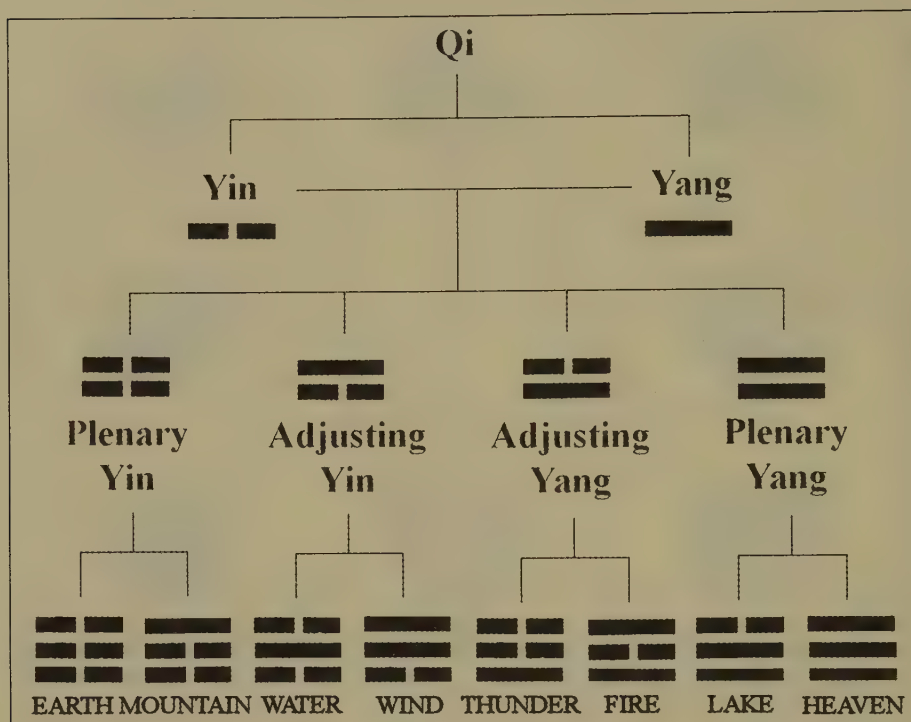 Qi
Yin
Yang
Plenary
Yin
Adjusting
Yin
Adjusting
Yang
Plenary
Yang
EARTH MOUNTAIN WATER WIND THUNDER FIRE LAKE HEAVEN